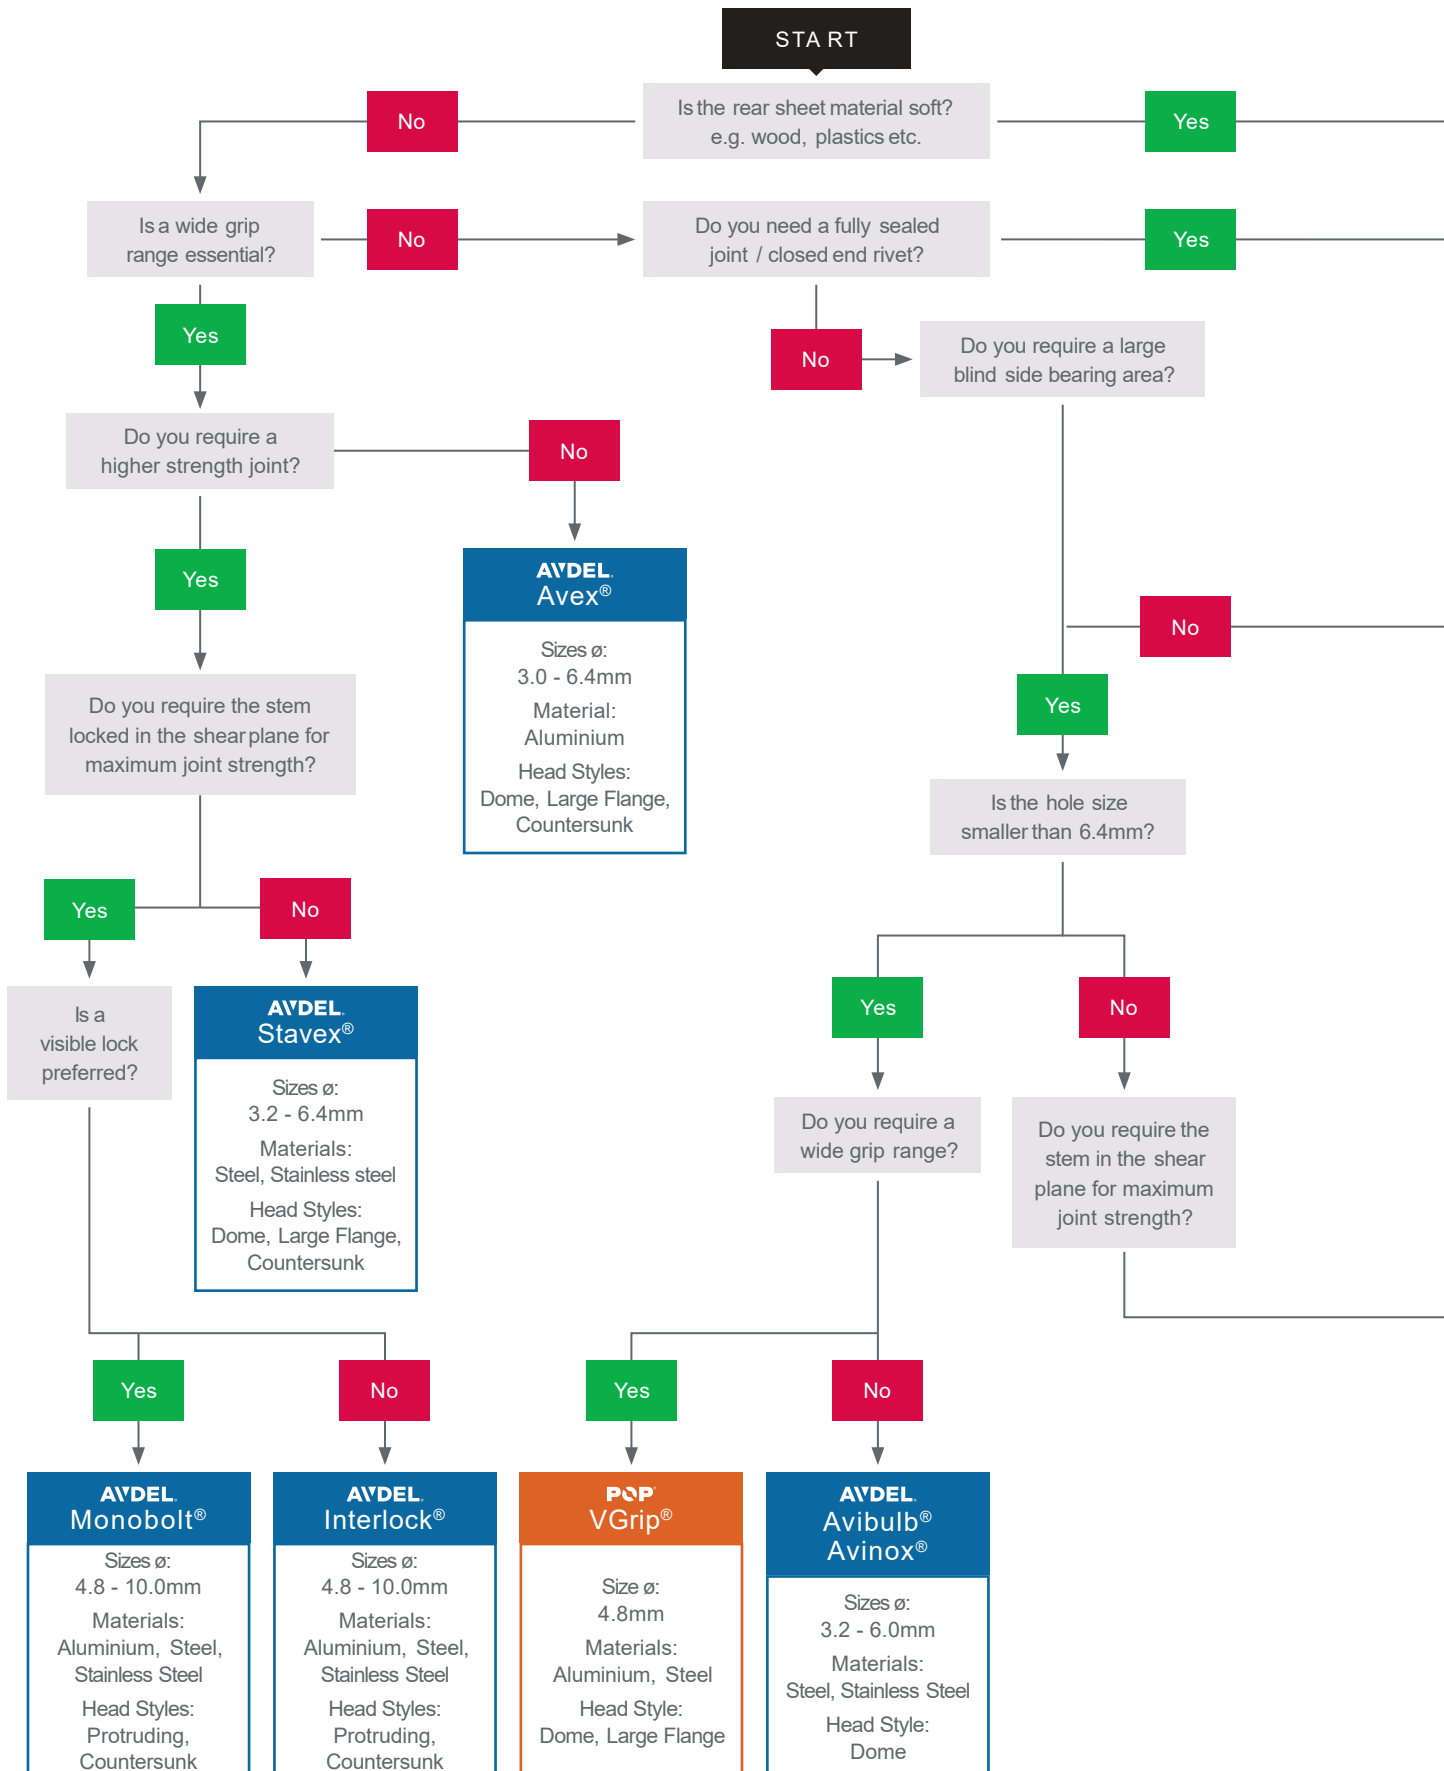 START
Is the rear sheet material soft?
e.g. wood, plastics etc.
No
Yes
Is a wide grip
range essential?
No
Do you need a fully sealed
joint / closed end rivet?
Yes
Yes
No
Do you require a large
blind side bearing area?
Do you require a
higher strength joint?
No
Yes
AVDEL
Avex®
Sizes ø:
3.0 - 6.4mm
Material:
Aluminium
Head Styles:
Dome, Large Flange,
Countersunk
No
Do you require the stem
locked in the shear plane for
maximum joint strength?
Yes
Is the hole size
smaller than 6.4mm?
Yes
No
Is a
visible lock
preferred?
AVDEL
Stavex®
Sizes ø:
3.2 - 6.4mm
Materials:
Steel, Stainless steel
Head Styles:
Dome, Large Flange,
Countersunk
Yes
No
Do you require a
wide grip range?
Do you require the
stem in the shear
plane for maximum
joint strength?
Yes
No
Yes
No
AVDEL
Monobolt®
Sizes ø:
4.8 - 10.0mm
Materials:
Aluminium, Steel,
Stainless Steel
Head Styles:
Protruding,
Countersunk
AVDEL
Interlock®
Sizes ø:
4.8 - 10.0mm
Materials:
Aluminium, Steel,
Stainless Steel
Head Styles:
Protruding,
Countersunk
POP
VGrip®
Size ø:
4.8mm
Materials:
Aluminium, Steel
Head Style:
Dome, Large Flange
AVDEL
Avibulb®
Avinox®
Sizes ø:
3.2 - 6.0mm
Materials:
Steel, Stainless Steel
Head Style:
Dome